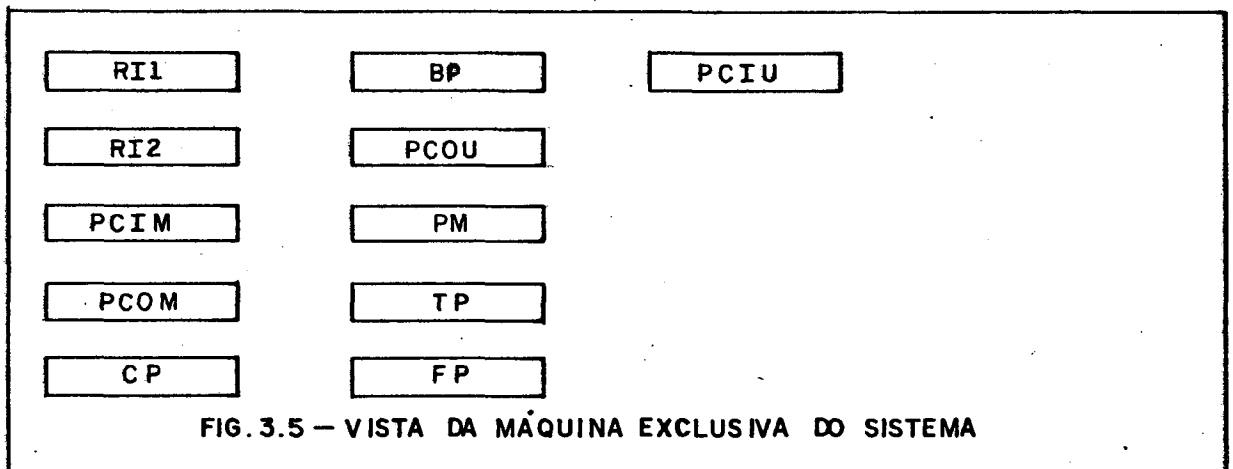 RI1 BP PCIU
RI2 PCOU
PCIM PM
PCOM TP
CP FP
FIG. 3.5 — VISTA DA MÁQUINA EXCLUSIVA DO SISTEMA